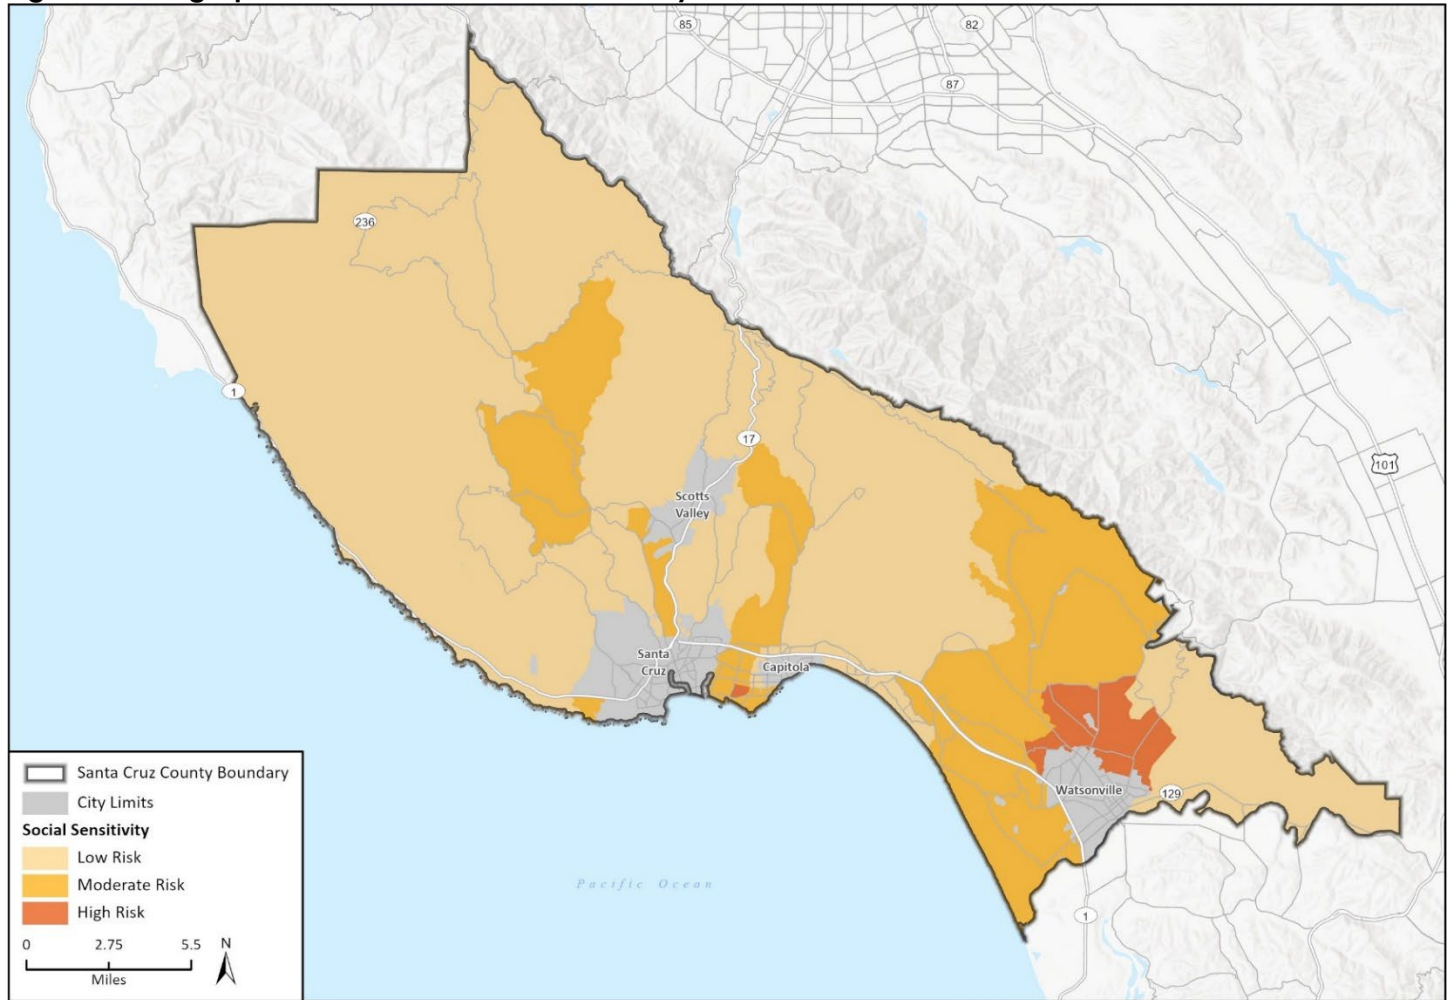 85
82
87
236
1
17
101
Scotts
Valley
Santa
Cruz
Capitola
Watsonville
129
1
Pacific Ocean
Santa Cruz County Boundary
City Limits
Social Sensitivity
Low Risk
Moderate Risk
High Risk
0 2.75 5.5 N
Miles